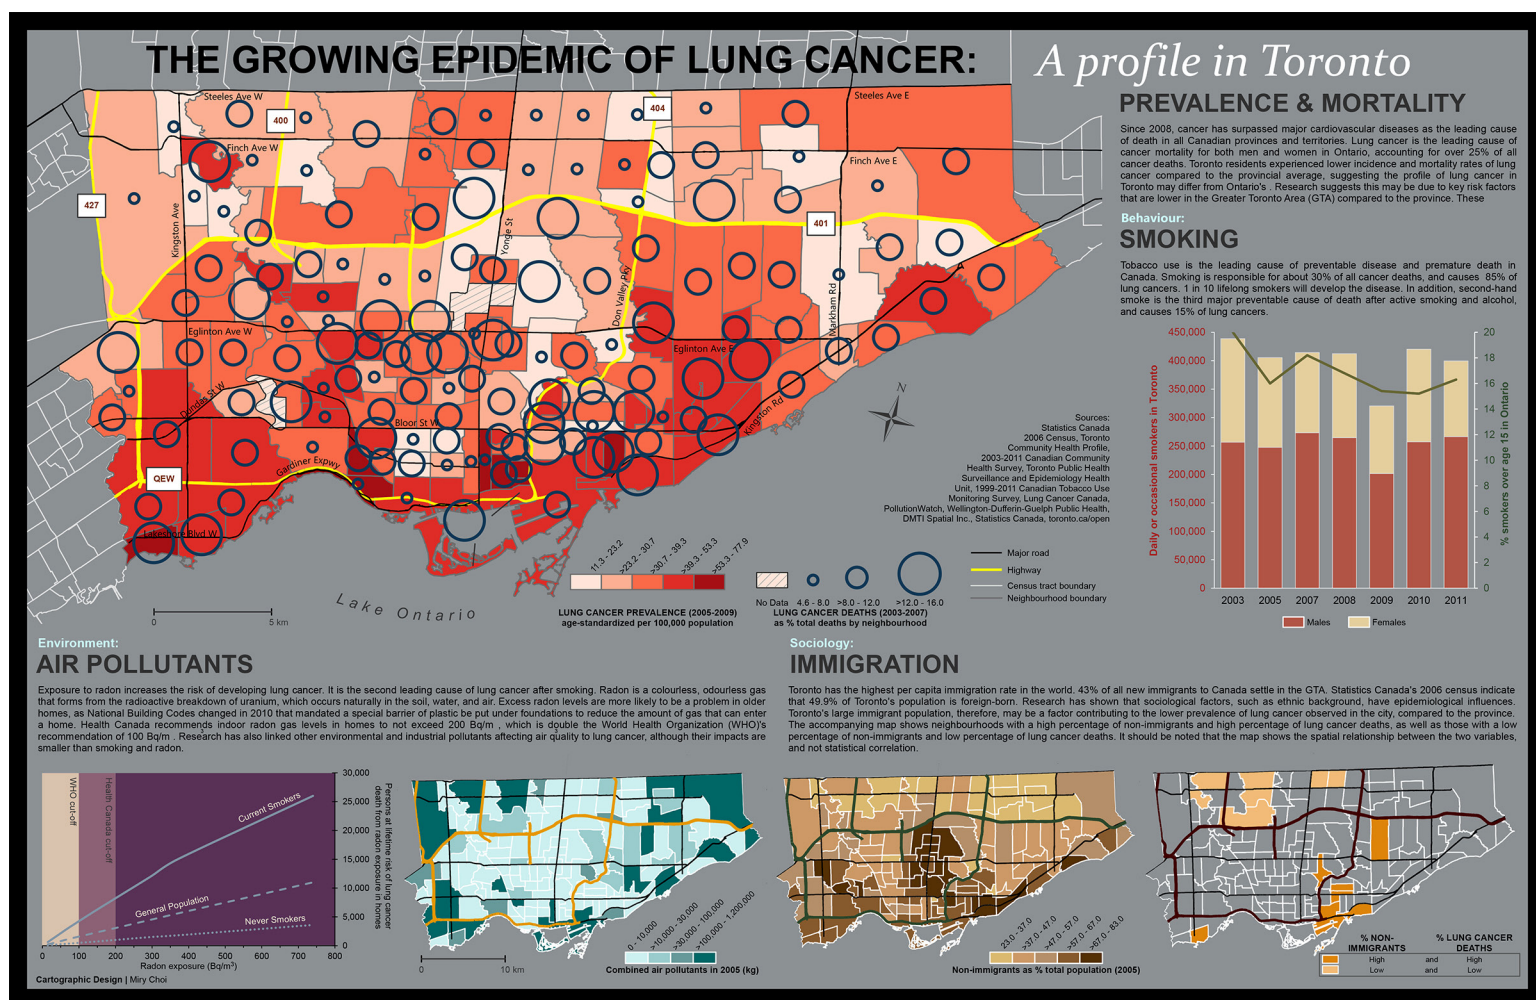 THE GROWING EPIDEMIC OF LUNG CANCER:
A profile in Toronto
PREVALENCE & MORTALITY
Since 2008, cancer has surpassed major cardiovascular diseases as the leading cause
of death in all Canadian provinces and territories. Lung cancer is the leading cause of
cancer mortality for both men and women in Ontario, accounting for over 25% of all
cancer deaths. Toronto residents experienced lower incidence and mortality rates of lung
cancer compared to the provincial average, suggesting the profile of lung cancer in
Toronto may differ from Ontario's . Research suggests this may be due to key risk factors
that are lower in the Greater Toronto Area (GTA) compared to the province. These
Behaviour:
SMOKING
Tobacco use is the leading cause of preventable disease and premature death in
Canada. Smoking is responsible for about 30% of all cancer deaths, and causes 85% of
lung cancers. 1 in 10 lifelong smokers will develop the disease. In addition, second-hand
smoke is the third major preventable cause of death after active smoking and alcohol,
and causes 15% of lung cancers.
Daily or occasional smokers in Toronto
450,000
400,000
350,000
300,000
250,000
200,000
150,000
100,000
50,000
0
% smokers over age 15 in Ontario
20
18
16
14
12
10
8
6
4
2
0
2003 2005 2007 2008 2009 2010 2011
Males Females
Steeles Ave W
400
404
Steeles Ave E
Finch Ave W
Finch Ave E
427
Kingston Ave
Yonge St
401
Don Valley Pky
Markham Rd
Eglinton Ave W
Eglinton Ave E
Dundas St W
Bloor St W
Kingston Rd
Gardiner Expwy
QEW
Lakeshore Blvd W
N
Lake Ontario
0 5 km
Sources:
Statistics Canada
2006 Census, Toronto
Community Health Profile,
2003-2011 Canadian Community
Health Survey, Toronto Public Health
Surveillance and Epidemiology Health
Unit, 1999-2011 Canadian Tobacco Use
Monitoring Survey, Lung Cancer Canada,
PollutionWatch, Wellington-Dufferin-Guelph Public Health,
DMTI Spatial Inc., Statistics Canada, toronto.ca/open
11.3 - 23.2
>23.2 - 30.7
>30.7 - 39.3
>39.3 - 53.3
>53.3 - 77.9
LUNG CANCER PREVALENCE (2005-2009)
age-standardized per 100,000 population
No Data 4.6 - 8.0 >8.0 - 12.0 >12.0 - 16.0
LUNG CANCER DEATHS (2003-2007)
as % total deaths by neighbourhood
Major road
Highway
Census tract boundary
Neighbourhood boundary
Environment:
AIR POLLUTANTS
Exposure to radon increases the risk of developing lung cancer. It is the second leading cause of lung cancer after smoking. Radon is a colourless, odourless gas
that forms from the radioactive breakdown of uranium, which occurs naturally in the soil, water, and air. Excess radon levels are more likely to be a problem in older
homes, as National Building Codes changed in 2010 that mandated a special barrier of plastic be put under foundations to reduce the amount of gas that can enter
a home. Health Canada recommends indoor radon gas levels in homes to not exceed 200 Bq/m , which is double the World Health Organization (WHO)'s
recommendation of 100 Bq/m . Research has also linked other environmental and industrial pollutants affecting air quality to lung cancer, although their impacts are
smaller than smoking and radon.
Sociology:
IMMIGRATION
Toronto has the highest per capita immigration rate in the world. 43% of all new immigrants to Canada settle in the GTA. Statistics Canada's 2006 census indicate
that 49.9% of Toronto's population is foreign-born. Research has shown that sociological factors, such as ethnic background, have epidemiological influences.
Toronto's large immigrant population, therefore, may be a factor contributing to the lower prevalence of lung cancer observed in the city, compared to the province.
The accompanying map shows neighbourhoods with a high percentage of non-immigrants and high percentage of lung cancer deaths, as well as those with a low
percentage of non-immigrants and low percentage of lung cancer deaths. It should be noted that the map shows the spatial relationship between the two variables,
and not statistical correlation.
WHO cut-off
Health Canada cut-off
Current Smokers
General Population
Never Smokers
30,000
25,000
20,000
15,000
10,000
5,000
0
Persons at lifetime risk of lung cancer
death from radon exposure in homes
0 100 200 300 400 500 600 700 800
Radon exposure (Bq/m³)
Cartographic Design | Miry Choi
0 10 km
0 - 10,000
>10,000 - 30,000
>30,000 - 100,000
>100,000 - 1,200,000
Combined air pollutants in 2005 (kg)
23.0 - 37.0
>37.0 - 47.0
>47.0 - 57.0
>57.0 - 67.0
>67.0 - 83.0
Non-immigrants as % total population (2005)
% NON-IMMIGRANTS % LUNG CANCER DEATHS
High and High
Low and Low